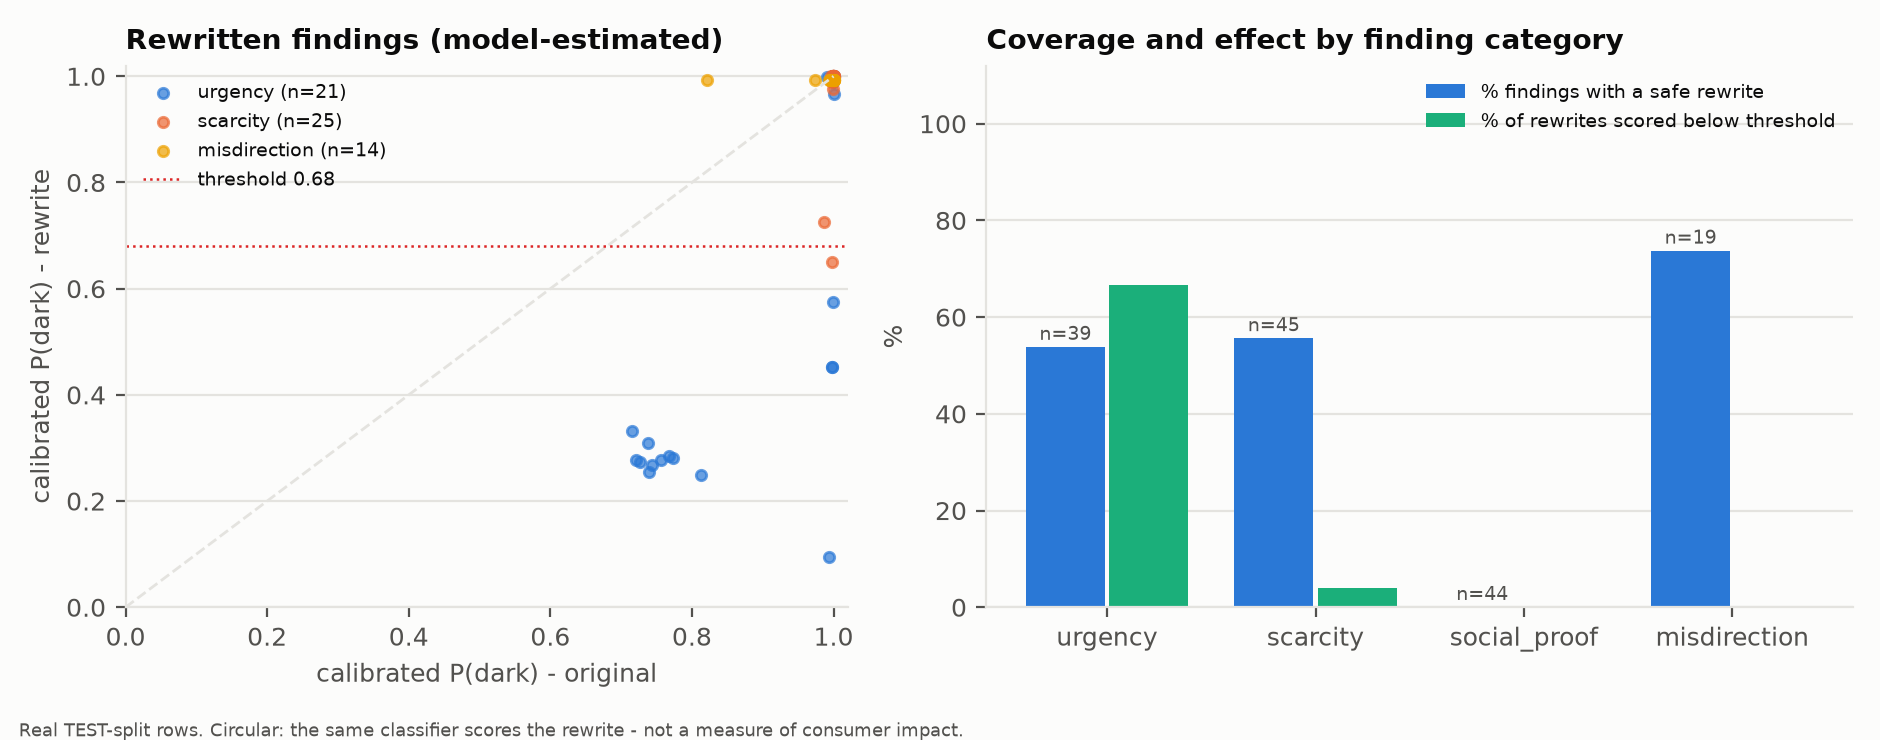 Rewritten findings (model-estimated)
urgency (n=21)
scarcity (n=25)
misdirection (n=14)
threshold 0.68
calibrated P(dark) - rewrite
1.0
0.8
0.6
0.4
0.2
0.0
0.0 0.2 0.4 0.6 0.8 1.0
calibrated P(dark) - original
Coverage and effect by finding category
% findings with a safe rewrite
% of rewrites scored below threshold
%
100
80
60
40
20
0
n=39
n=45
n=44
n=19
urgency scarcity social_proof misdirection
Real TEST-split rows. Circular: the same classifier scores the rewrite - not a measure of consumer impact.